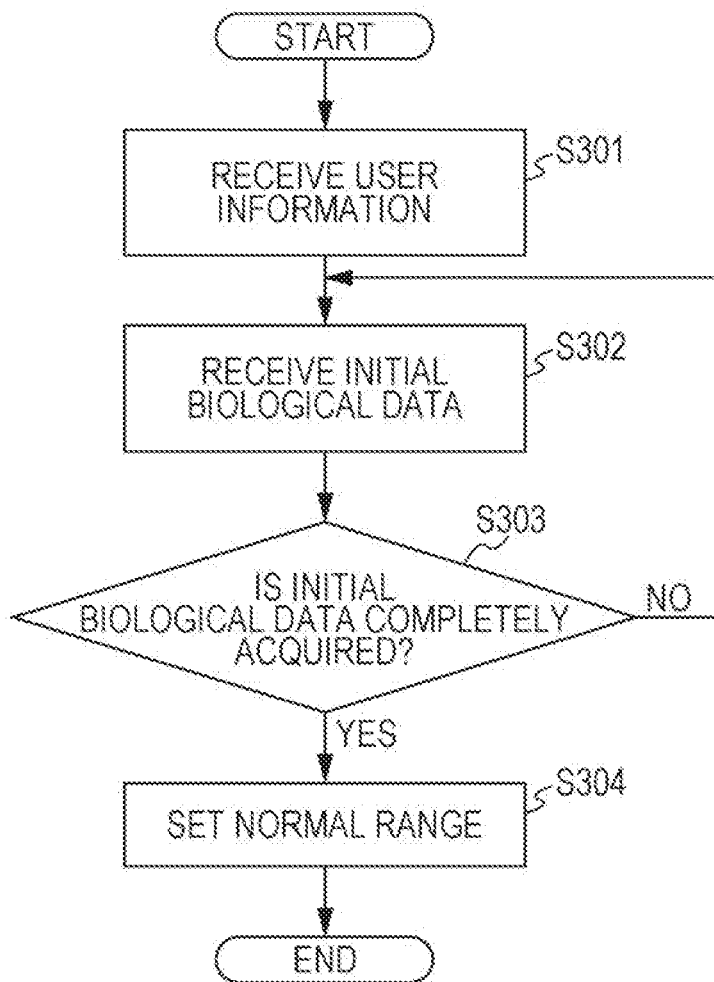 START
RECEIVE USER
INFORMATION
S301
RECEIVE INITIAL
BIOLOGICAL DATA
S302
S303
IS INITIAL
BIOLOGICAL DATA COMPLETELY
ACQUIRED?
NO
YES
SET NORMAL RANGE
S304
END